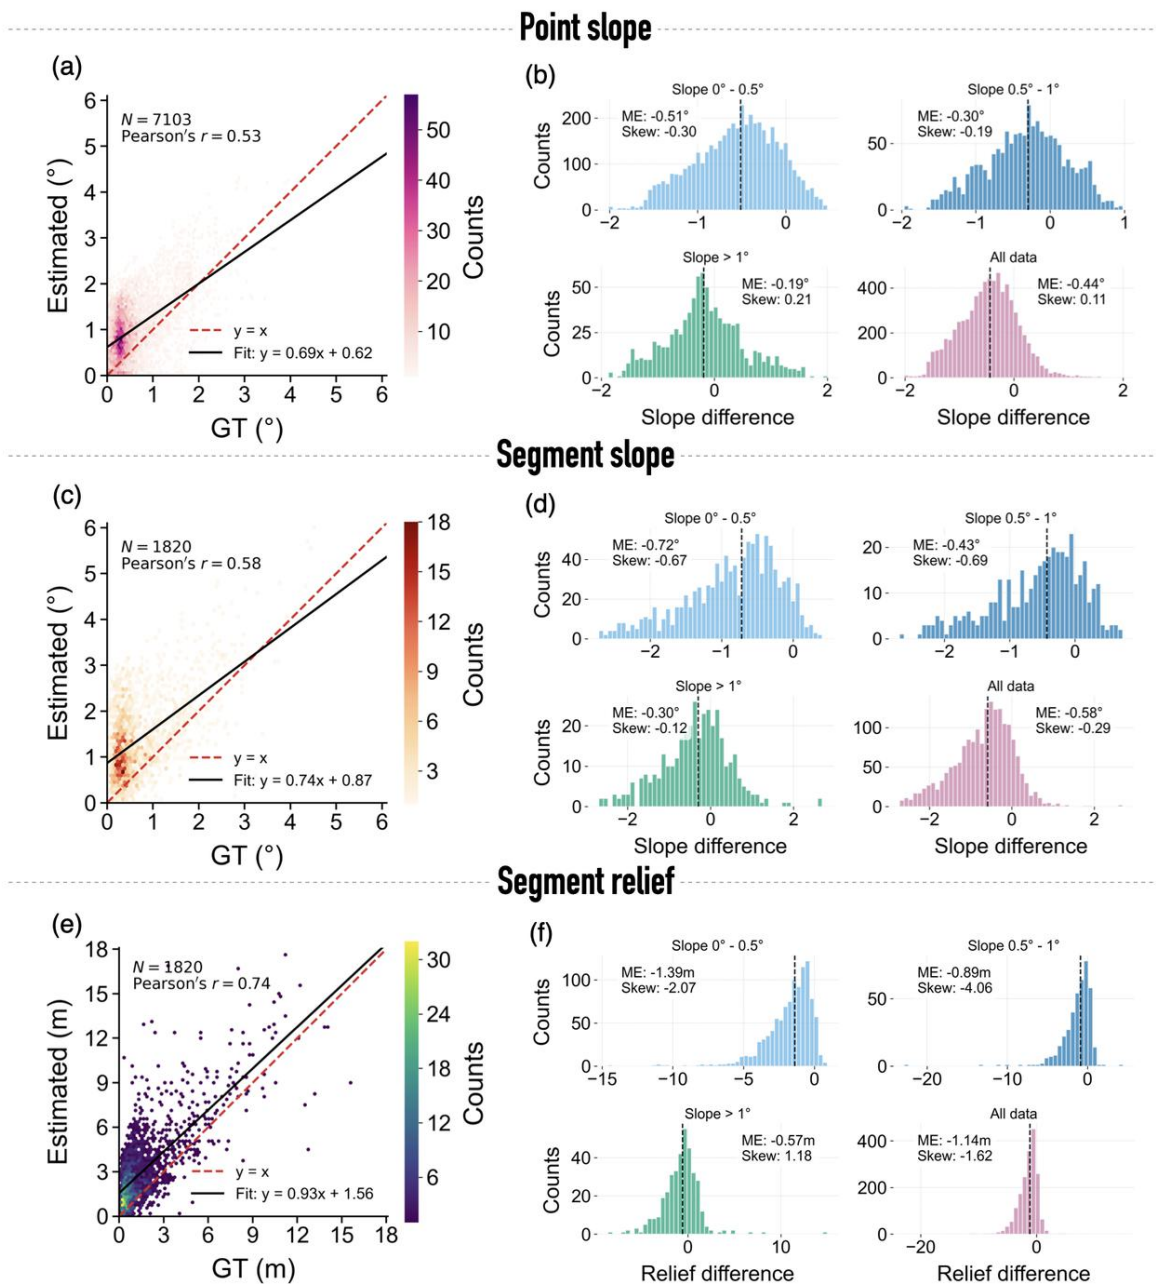 Point slope
(a)
6
5
4
3
2
1
0
Estimated (°)
N = 7103
Pearson's r = 0.53
y = x
Fit: y = 0.69x + 0.62
0 1 2 3 4 5 6
GT (°)
50
40
30
20
10
Counts
(b)
Slope 0° - 0.5°
ME: -0.51°
Skew: -0.30
200
100
0
Counts
−2 −1 0
Slope 0.5° - 1°
ME: -0.30°
Skew: -0.19
50
0
−2 −1 0 1
Slope > 1°
ME: -0.19°
Skew: 0.21
50
25
0
Counts
−2 0 2
Slope difference
All data
ME: -0.44°
Skew: 0.11
400
200
0
−2 0 2
Slope difference
Segment slope
(c)
6
5
4
3
2
1
0
Estimated (°)
N = 1820
Pearson's r = 0.58
y = x
Fit: y = 0.74x + 0.87
0 1 2 3 4 5 6
GT (°)
18
15
12
9
6
3
Counts
(d)
Slope 0° - 0.5°
ME: -0.72°
Skew: -0.67
40
20
0
Counts
−2 −1 0
Slope 0.5° - 1°
ME: -0.43°
Skew: -0.69
20
10
0
−2 −1 0
Slope > 1°
ME: -0.30°
Skew: -0.12
20
10
0
Counts
−2 0 2
Slope difference
All data
ME: -0.58°
Skew: -0.29
100
50
0
−2 0 2
Slope difference
Segment relief
(e)
18
15
12
9
6
3
0
Estimated (m)
N = 1820
Pearson's r = 0.74
y = x
Fit: y = 0.93x + 1.56
0 3 6 9 12 15 18
GT (m)
30
24
18
12
6
Counts
(f)
Slope 0° - 0.5°
ME: -1.39m
Skew: -2.07
100
50
0
Counts
−15 −10 −5 0
Slope 0.5° - 1°
ME: -0.89m
Skew: -4.06
50
0
−20 −10 0
Slope > 1°
ME: -0.57m
Skew: 1.18
40
20
0
Counts
0 10
Relief difference
All data
ME: -1.14m
Skew: -1.62
400
200
0
−20 0
Relief difference